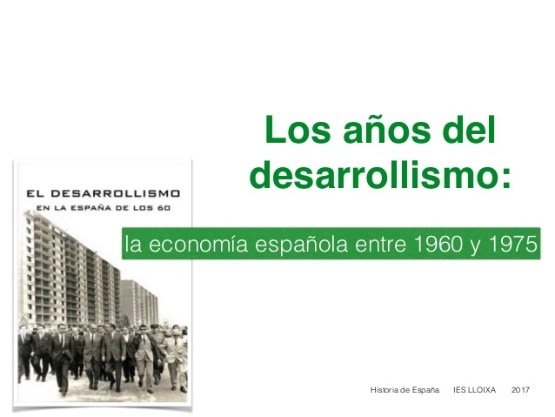 Los años del
desarrollismo:
EL DESARROLLISMO
EN LA ESPAÑA DE LOS 60
la economía española entre 1960 y 1975
Historia de España IES LLOIXA 2017